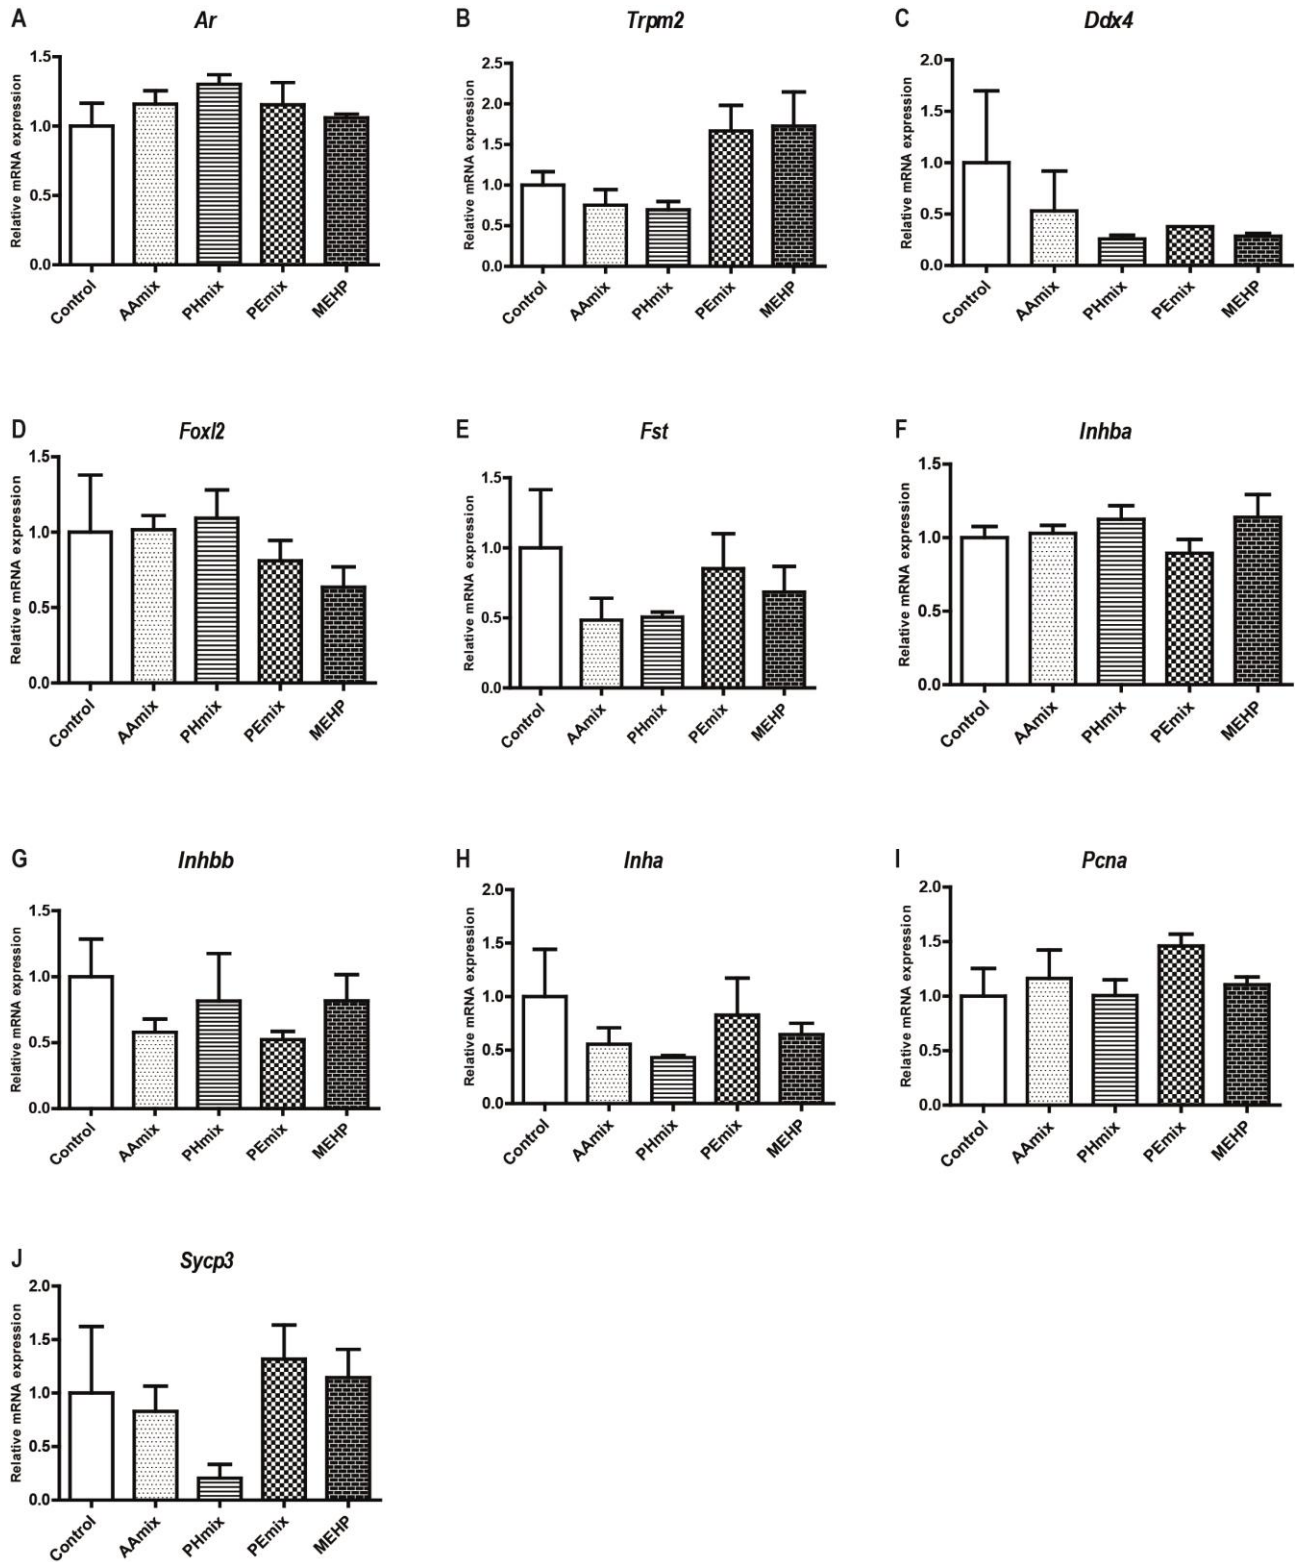 A
Ar
Relative mRNA expression
1.5
1.0
0.5
0.0
Control
AAmix
PHmix
PEmix
MEHP
B
Trpm2
Relative mRNA expression
2.5
2.0
1.5
1.0
0.5
0.0
Control
AAmix
PHmix
PEmix
MEHP
C
Ddx4
Relative mRNA expression
2.0
1.5
1.0
0.5
0.0
Control
AAmix
PHmix
PEmix
MEHP
D
Foxl2
Relative mRNA expression
1.5
1.0
0.5
0.0
Control
AAmix
PHmix
PEmix
MEHP
E
Fst
Relative mRNA expression
1.5
1.0
0.5
0.0
Control
AAmix
PHmix
PEmix
MEHP
F
Inhba
Relative mRNA expression
1.5
1.0
0.5
0.0
Control
AAmix
PHmix
PEmix
MEHP
G
Inhbb
Relative mRNA expression
1.5
1.0
0.5
0.0
Control
AAmix
PHmix
PEmix
MEHP
H
Inha
Relative mRNA expression
2.0
1.5
1.0
0.5
0.0
Control
AAmix
PHmix
PEmix
MEHP
I
Pcna
Relative mRNA expression
2.0
1.5
1.0
0.5
0.0
Control
AAmix
PHmix
PEmix
MEHP
J
Sycp3
Relative mRNA expression
2.0
1.5
1.0
0.5
0.0
Control
AAmix
PHmix
PEmix
MEHP